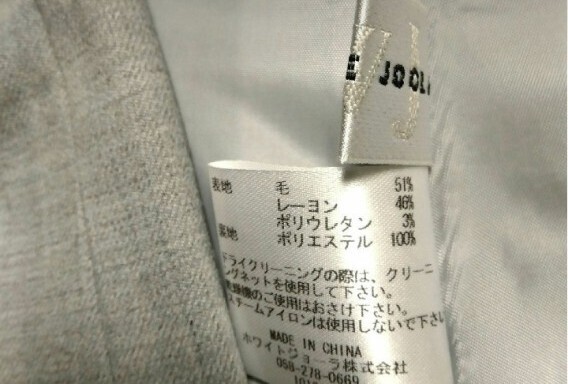 E JOOLA
表地 毛 51%
レーヨン 46%
ポリウレタン 3%
裏地 ポリエステル 100%
ドライクリーニングの際は、クリーニ
ングネットを使用して下さい。
乾燥機のご使用はおさけ下さい。
スチームアイロンは使用しないで下さい
MADE IN CHINA
ホワイトジョーラ株式会社
058-278-0669